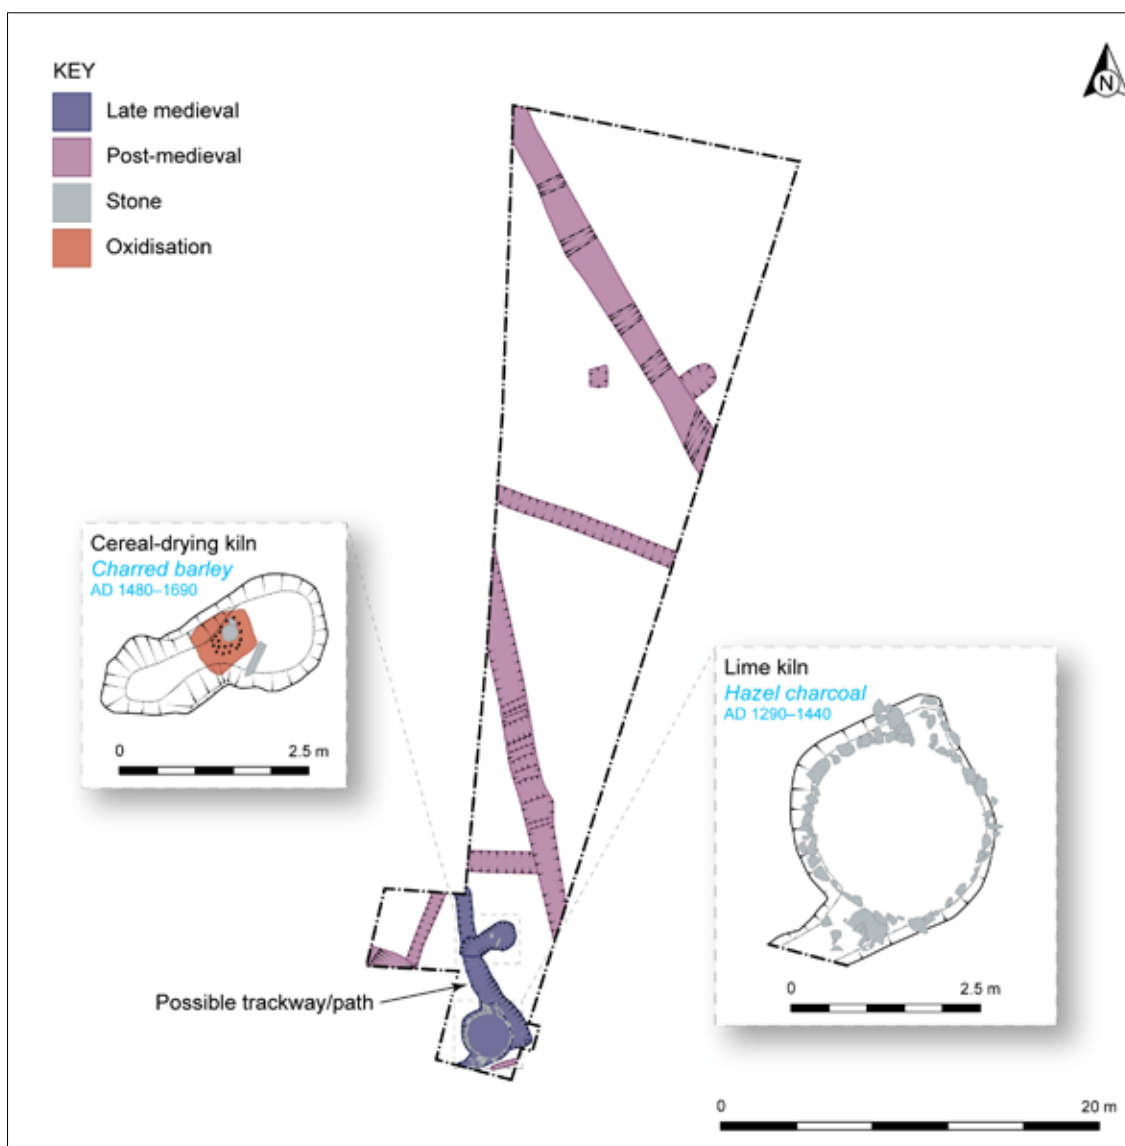 KEY
Late medieval
Post-medieval
Stone
Oxidisation
N
Cereal-drying kiln
Charred barley
AD 1480–1690
0 2.5 m
Lime kiln
Hazel charcoal
AD 1290–1440
0 2.5 m
Possible trackway/path
0 20 m